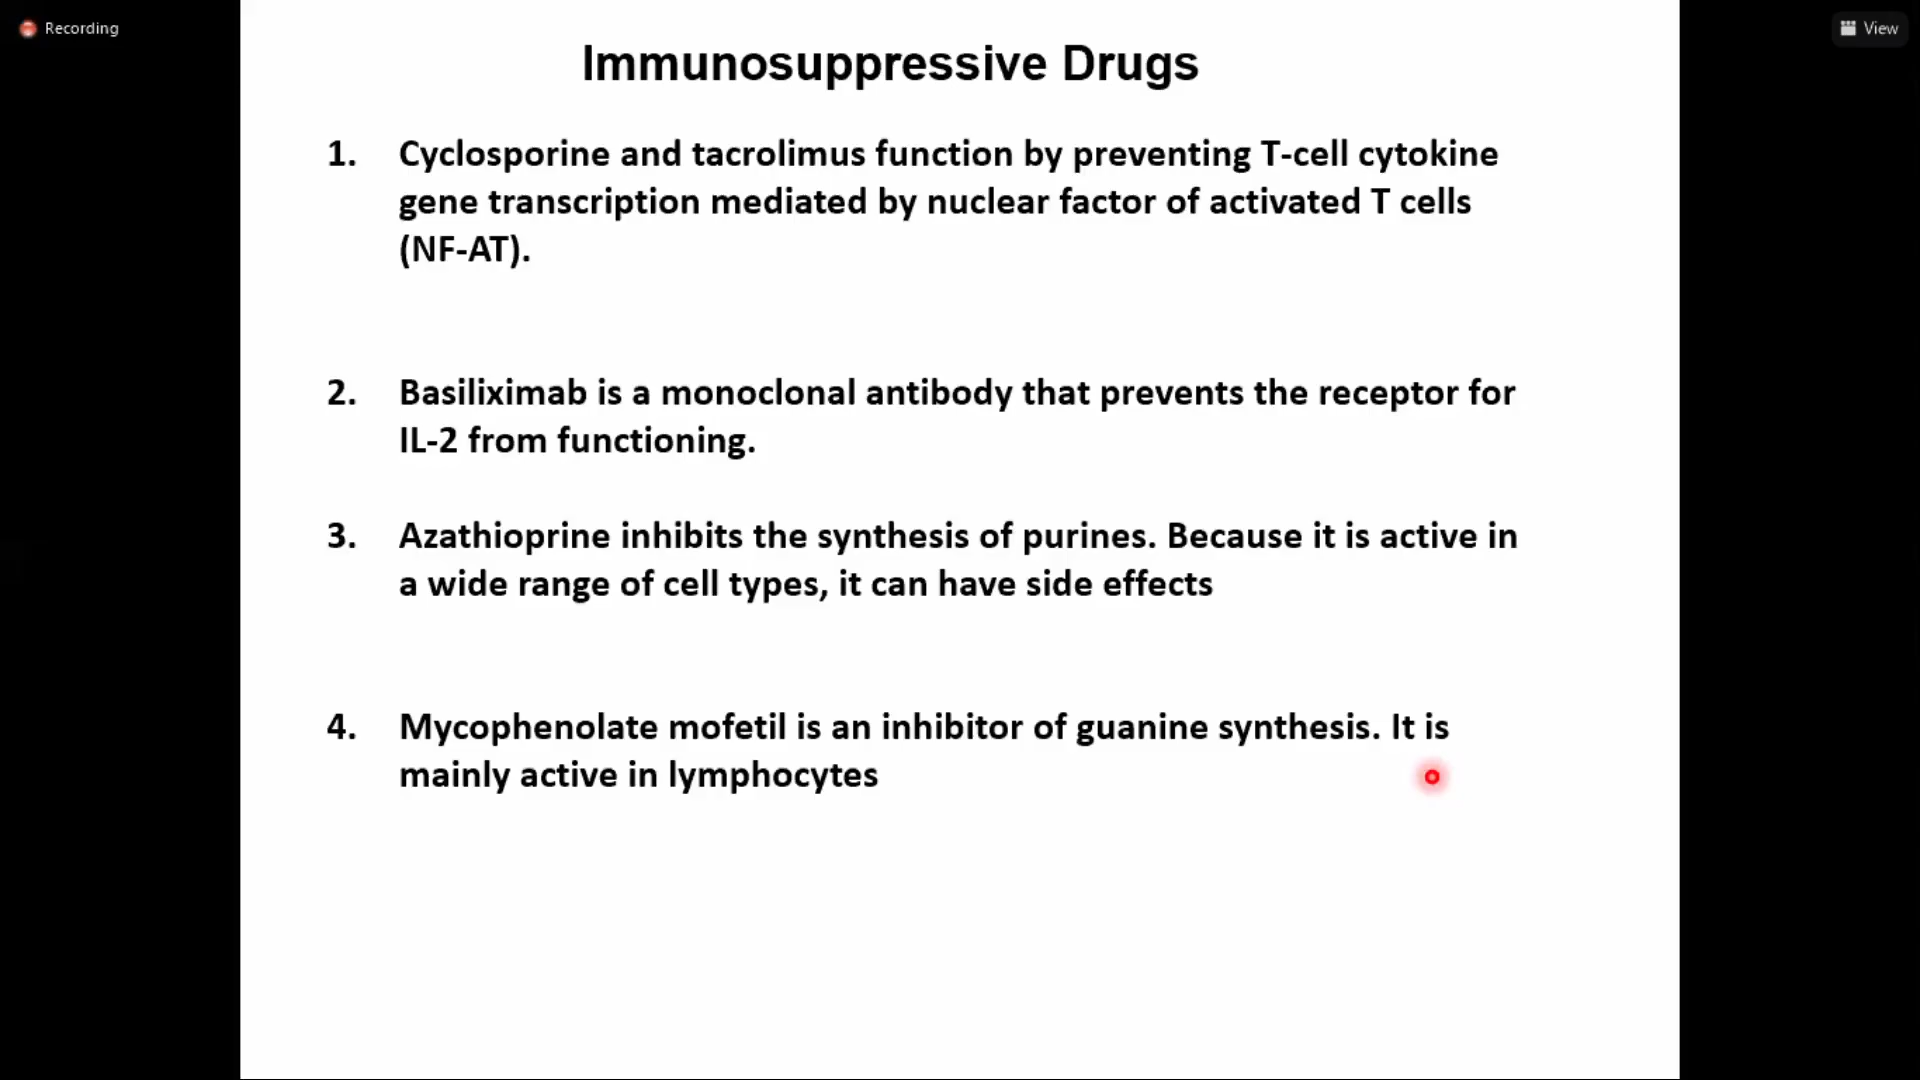 Recording
View
Immunosuppressive Drugs
1. Cyclosporine and tacrolimus function by preventing T-cell cytokine
gene transcription mediated by nuclear factor of activated T cells
(NF-AT).
2. Basiliximab is a monoclonal antibody that prevents the receptor for
IL-2 from functioning.
3. Azathioprine inhibits the synthesis of purines. Because it is active in
a wide range of cell types, it can have side effects
4. Mycophenolate mofetil is an inhibitor of guanine synthesis. It is
mainly active in lymphocytes